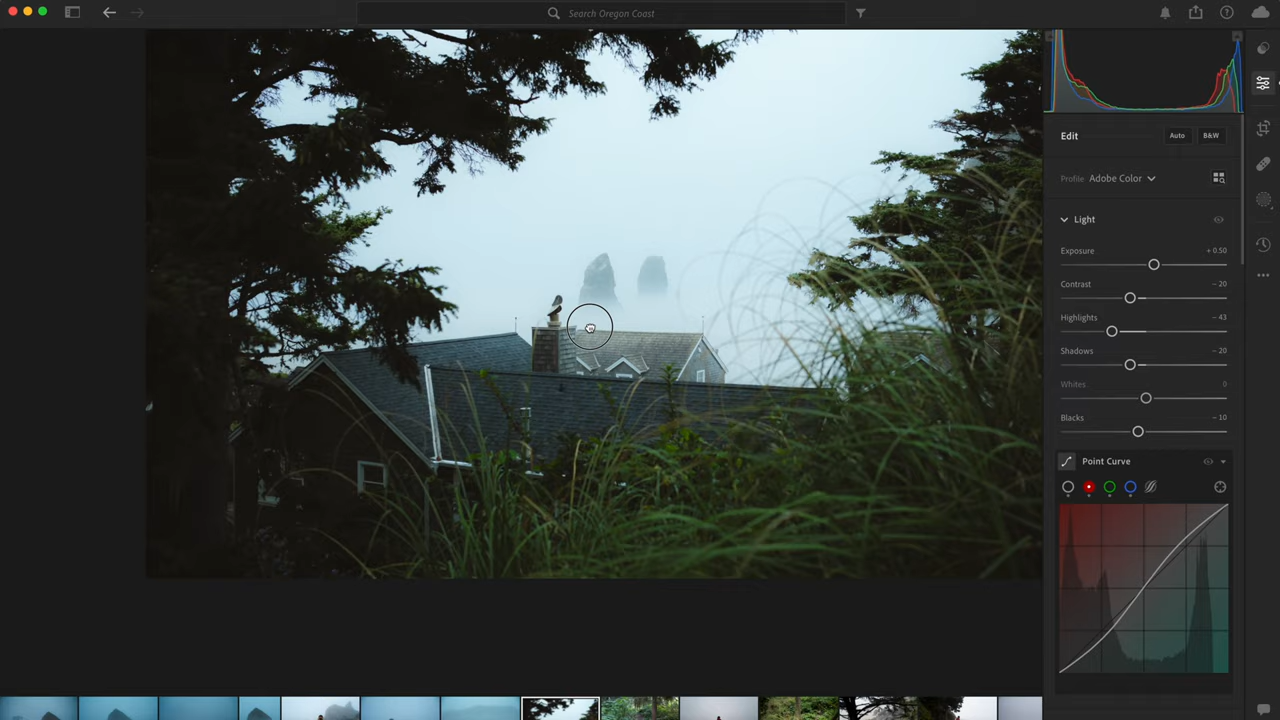 Search Oregon Coast
Edit
Auto
B&W
Profile Adobe Color
Light
Exposure + 0.50
Contrast – 20
Highlights – 43
Shadows – 20
Whites 0
Blacks – 10
Point Curve